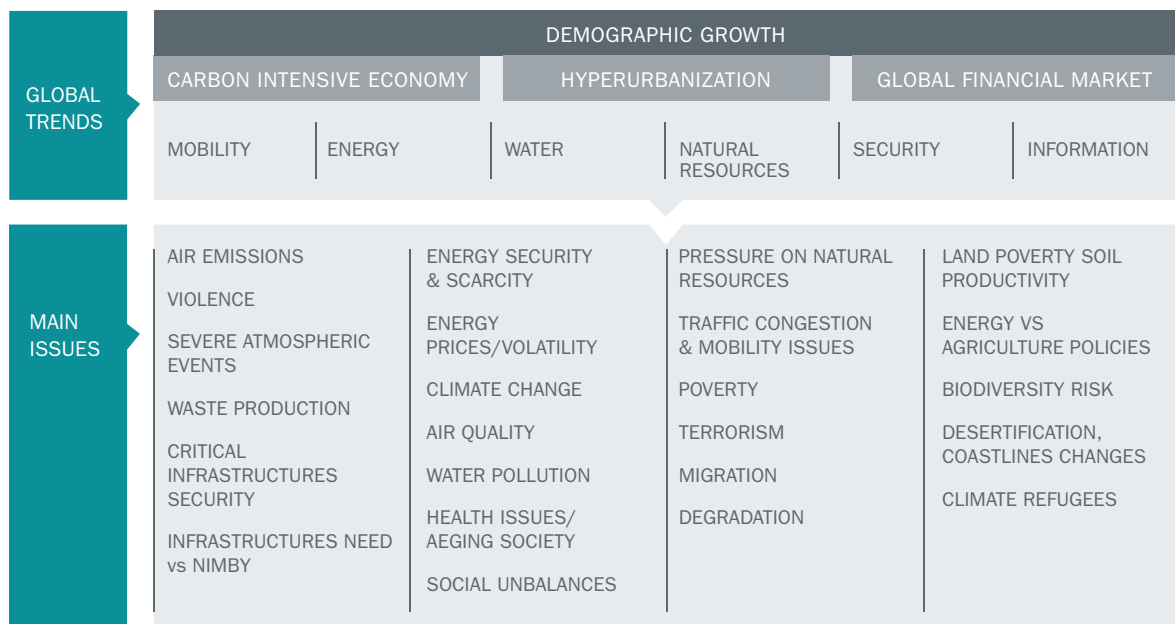 GLOBAL
TRENDS
DEMOGRAPHIC GROWTH
CARBON INTENSIVE ECONOMY
HYPERURBANIZATION
GLOBAL FINANCIAL MARKET
MOBILITY
ENERGY
WATER
NATURAL
RESOURCES
SECURITY
INFORMATION
MAIN
ISSUES
AIR EMISSIONS
VIOLENCE
SEVERE ATMOSPHERIC
EVENTS
WASTE PRODUCTION
CRITICAL
INFRASTRUCTURES
SECURITY
INFRASTRUCTURES NEED
vs NIMBY
ENERGY SECURITY
& SCARCITY
ENERGY
PRICES/VOLATILITY
CLIMATE CHANGE
AIR QUALITY
WATER POLLUTION
HEALTH ISSUES/
AEGING SOCIETY
SOCIAL UNBALANCES
PRESSURE ON NATURAL
RESOURCES
TRAFFIC CONGESTION
& MOBILITY ISSUES
POVERTY
TERRORISM
MIGRATION
DEGRADATION
LAND POVERTY SOIL
PRODUCTIVITY
ENERGY VS
AGRICULTURE POLICIES
BIODIVERSITY RISK
DESERTIFICATION,
COASTLINES CHANGES
CLIMATE REFUGEES